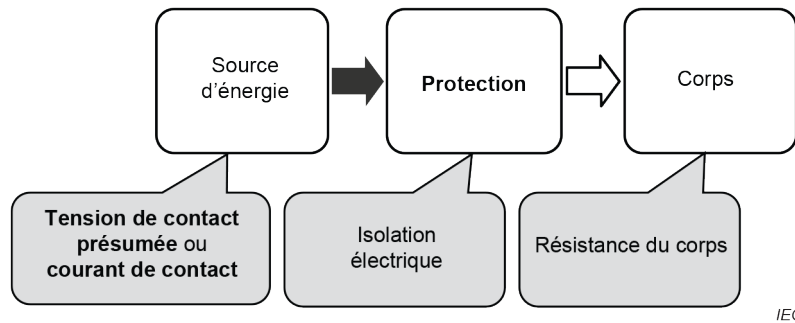 Source
d’énergie
Protection
Corps
Tension de contact
présumée ou
courant de contact
Isolation
électrique
Résistance du corps